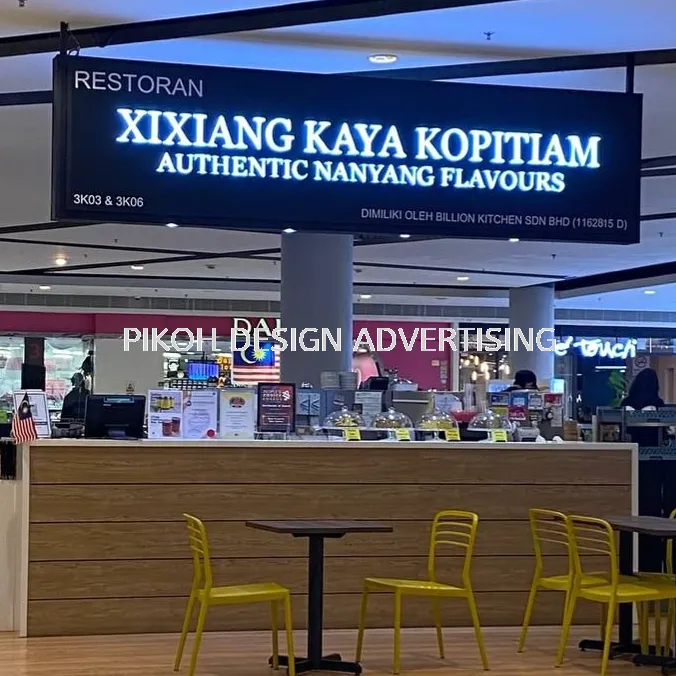 RESTORAN
XIXIANG KAYA KOPITIAM
AUTHENTIC NANYANG FLAVOURS
3K03 & 3K06
DIMILIKI OLEH BILLION KITCHEN SDN BHD (1162815 D)
PIKOH DESIGN ADVERTISING
touch